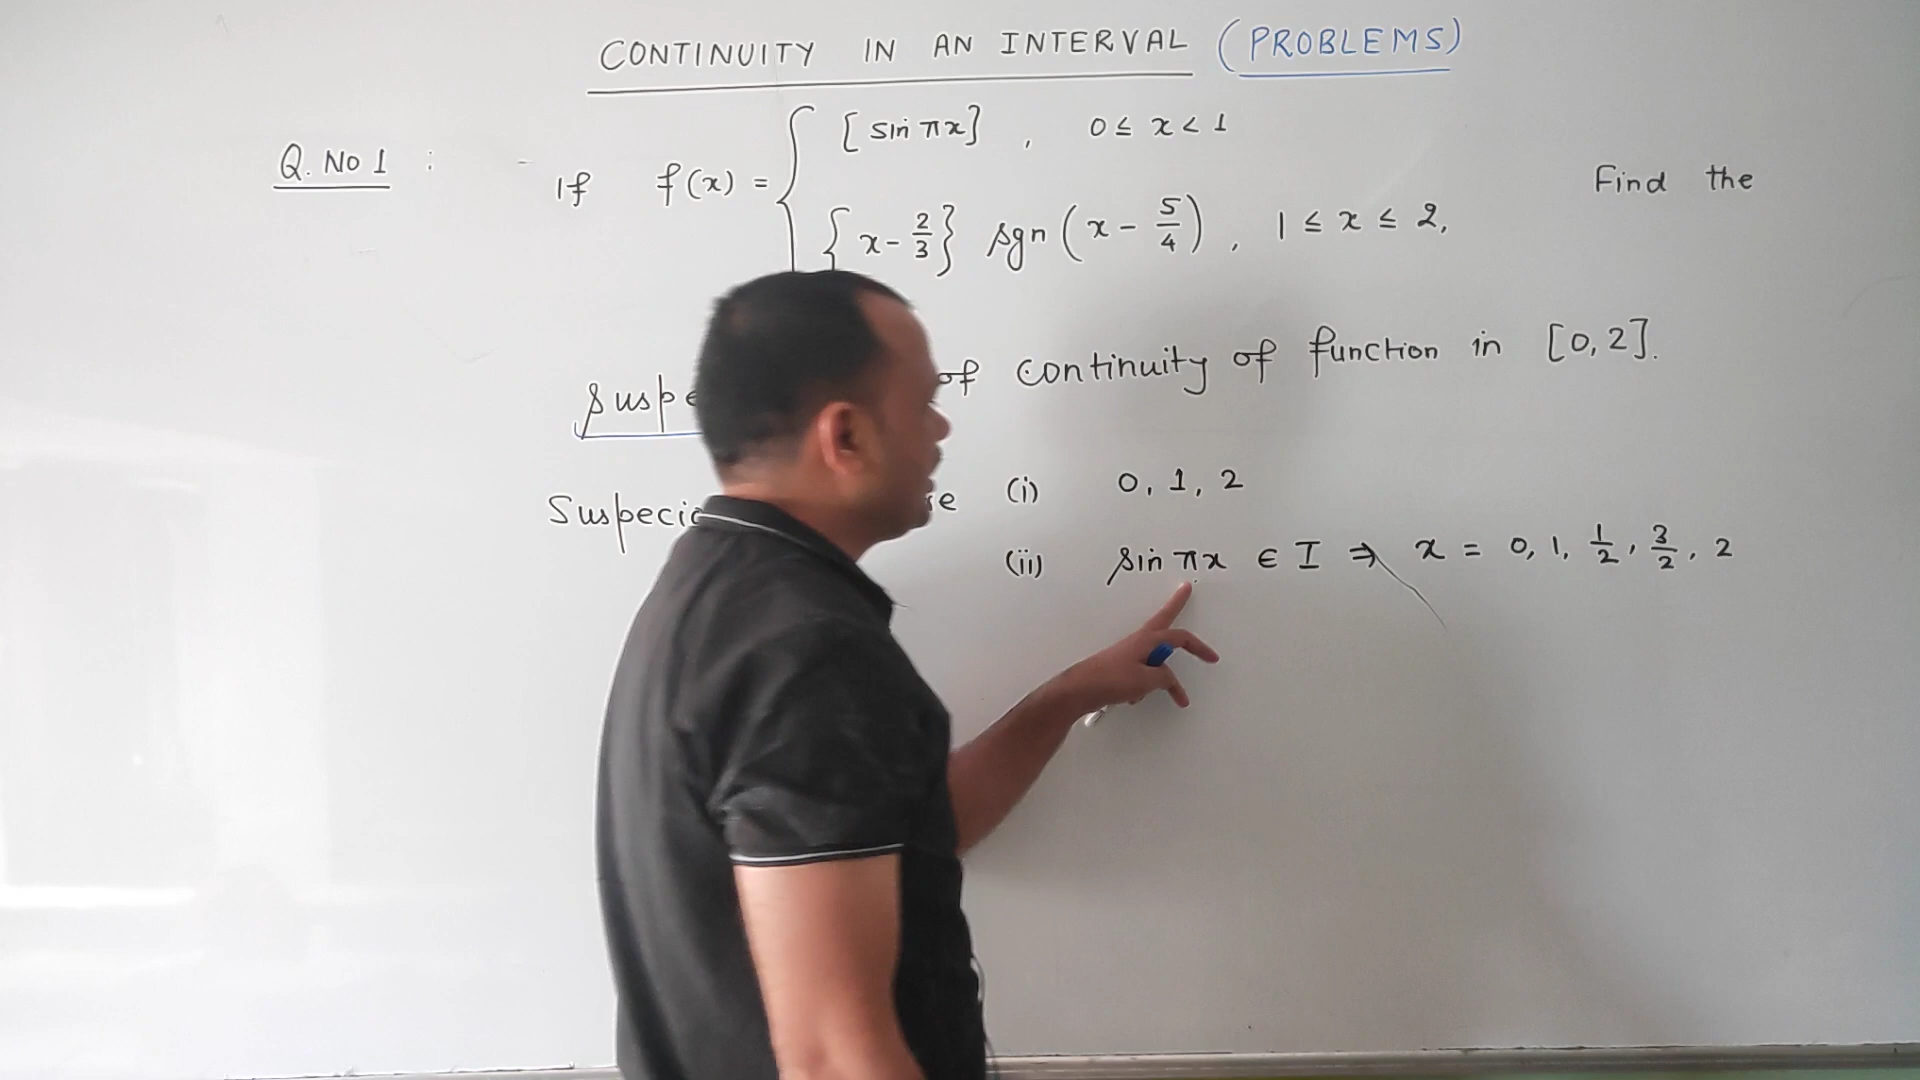 CONTINUITY IN AN INTERVAL (PROBLEMS)
Q. No 1 :
If f(x) = { [sin πx] , 0 ≤ x < 1
{x - 2/3} sgn (x - 5/4) , 1 ≤ x ≤ 2,
Find the
of continuity of function in [0, 2].
(i) 0, 1, 2
(ii) sin πx ∈ I ⇒ x = 0, 1, 1/2, 3/2, 2